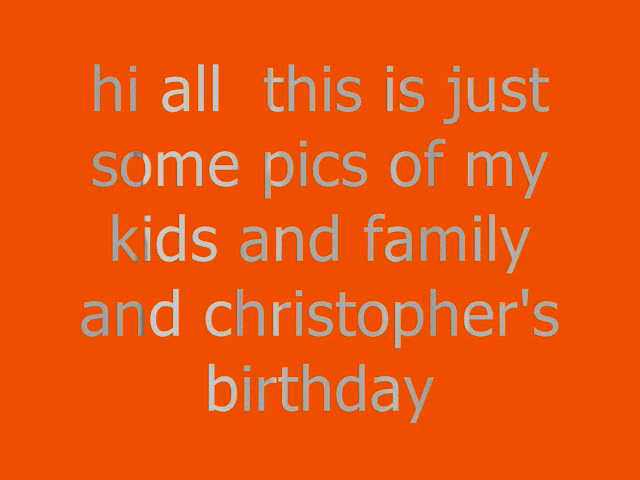 hi all  this is just
some pics of my
kids and family
and christopher's
birthday